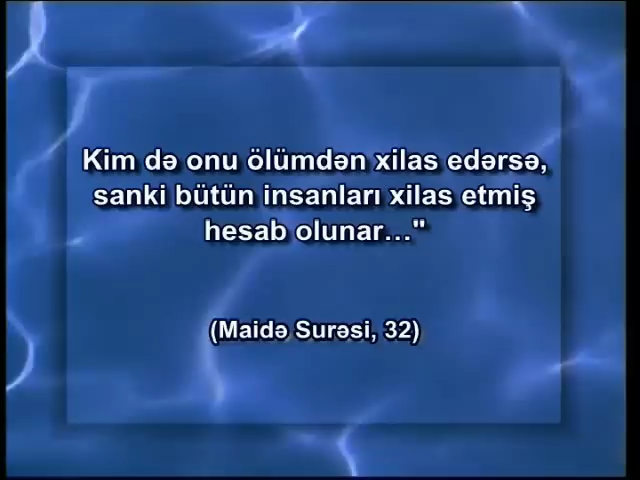 Kim də onu ölümdən xilas edərsə,
sanki bütün insanları xilas etmiş
hesab olunar..."
(Maidə Surəsi, 32)